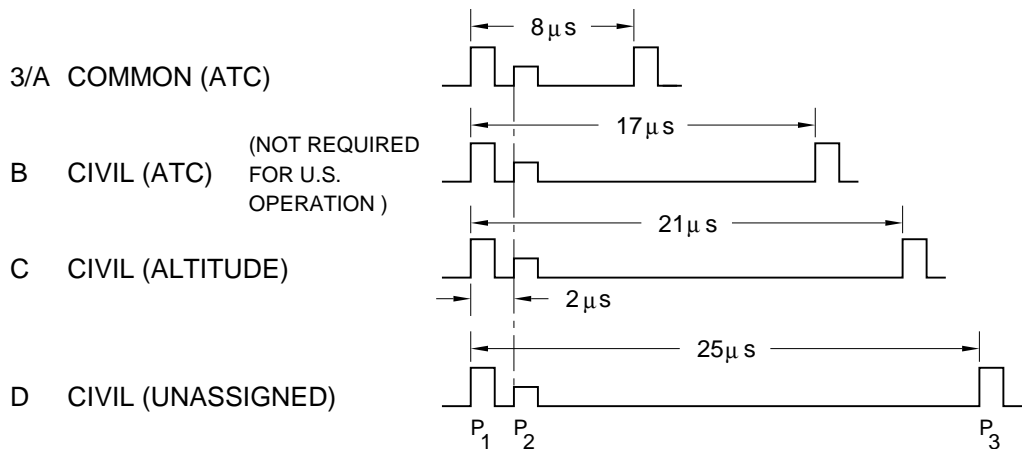 8μs
3/A COMMON (ATC)
17μs
B CIVIL (ATC) (NOT REQUIRED
FOR U.S.
OPERATION )
21μs
C CIVIL (ALTITUDE)
2μs
25μs
D CIVIL (UNASSIGNED)
P1 P2 P3